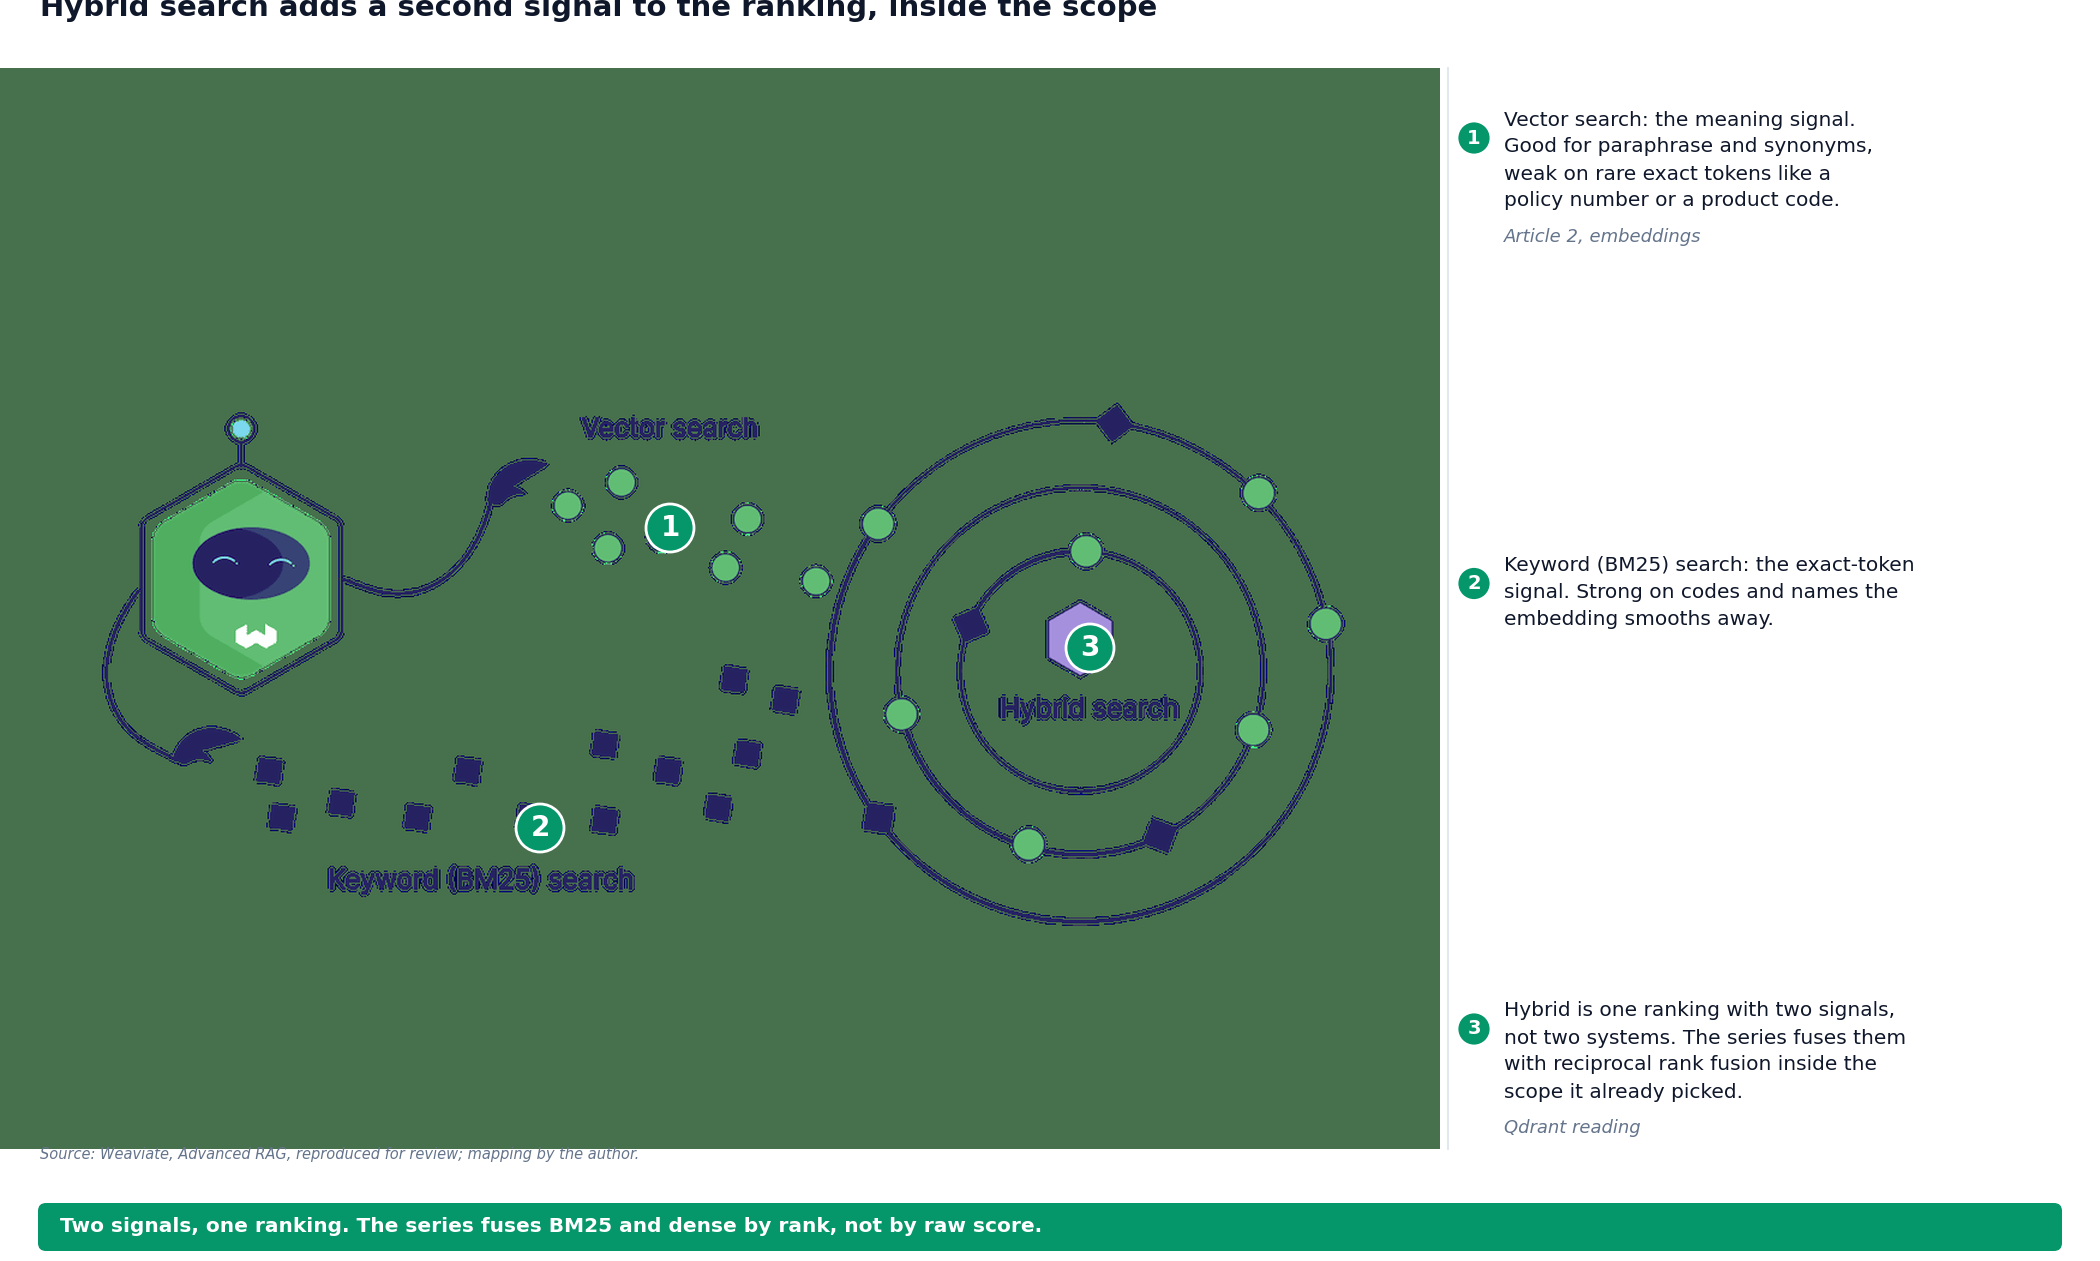 Hybrid search adds a second signal to the ranking, inside the scope
Vector search
1
3
Hybrid search
2
Keyword (BM25) search
1
Vector search: the meaning signal.
Good for paraphrase and synonyms,
weak on rare exact tokens like a
policy number or a product code.
Article 2, embeddings
2
Keyword (BM25) search: the exact-token
signal. Strong on codes and names the
embedding smooths away.
3
Hybrid is one ranking with two signals,
not two systems. The series fuses them
with reciprocal rank fusion inside the
scope it already picked.
Qdrant reading
Source: Weaviate, Advanced RAG, reproduced for review; mapping by the author.
Two signals, one ranking. The series fuses BM25 and dense by rank, not by raw score.